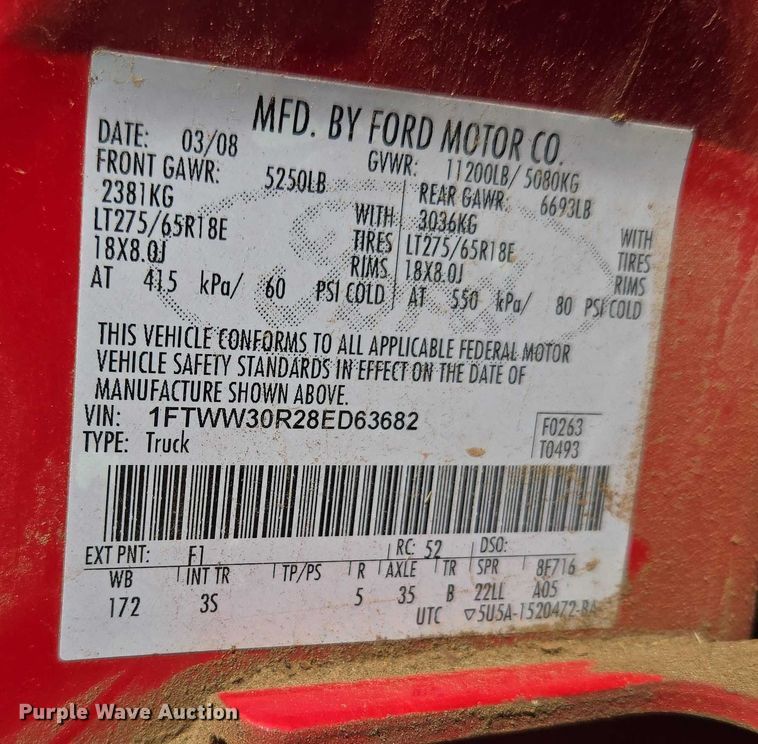 MFD. BY FORD MOTOR CO.
DATE: 03/08 GVWR: 11200LB/ 5080KG
FRONT GAWR: 5250LB REAR GAWR: 6693LB
2381KG WITH 3036KG WITH
LT275/65R18E TIRES LT275/65R18E TIRES
18X8.0J RIMS 18X8.0J RIMS
AT 415 kPa/ 60 PSI COLD AT 550 kPa/ 80 PSI COLD
THIS VEHICLE CONFORMS TO ALL APPLICABLE FEDERAL MOTOR
VEHICLE SAFETY STANDARDS IN EFFECT ON THE DATE OF
MANUFACTURE SHOWN ABOVE.
VIN: 1FTWW30R28ED63682 F0263
TYPE: Truck T0493
EXT PNT: F1 RC: 52 DSO:
WB INT TR TP/PS R AXLE TR SPR 8F716
172 3S 5 35 B 22LL A05
UTC
Purple Wave Auction